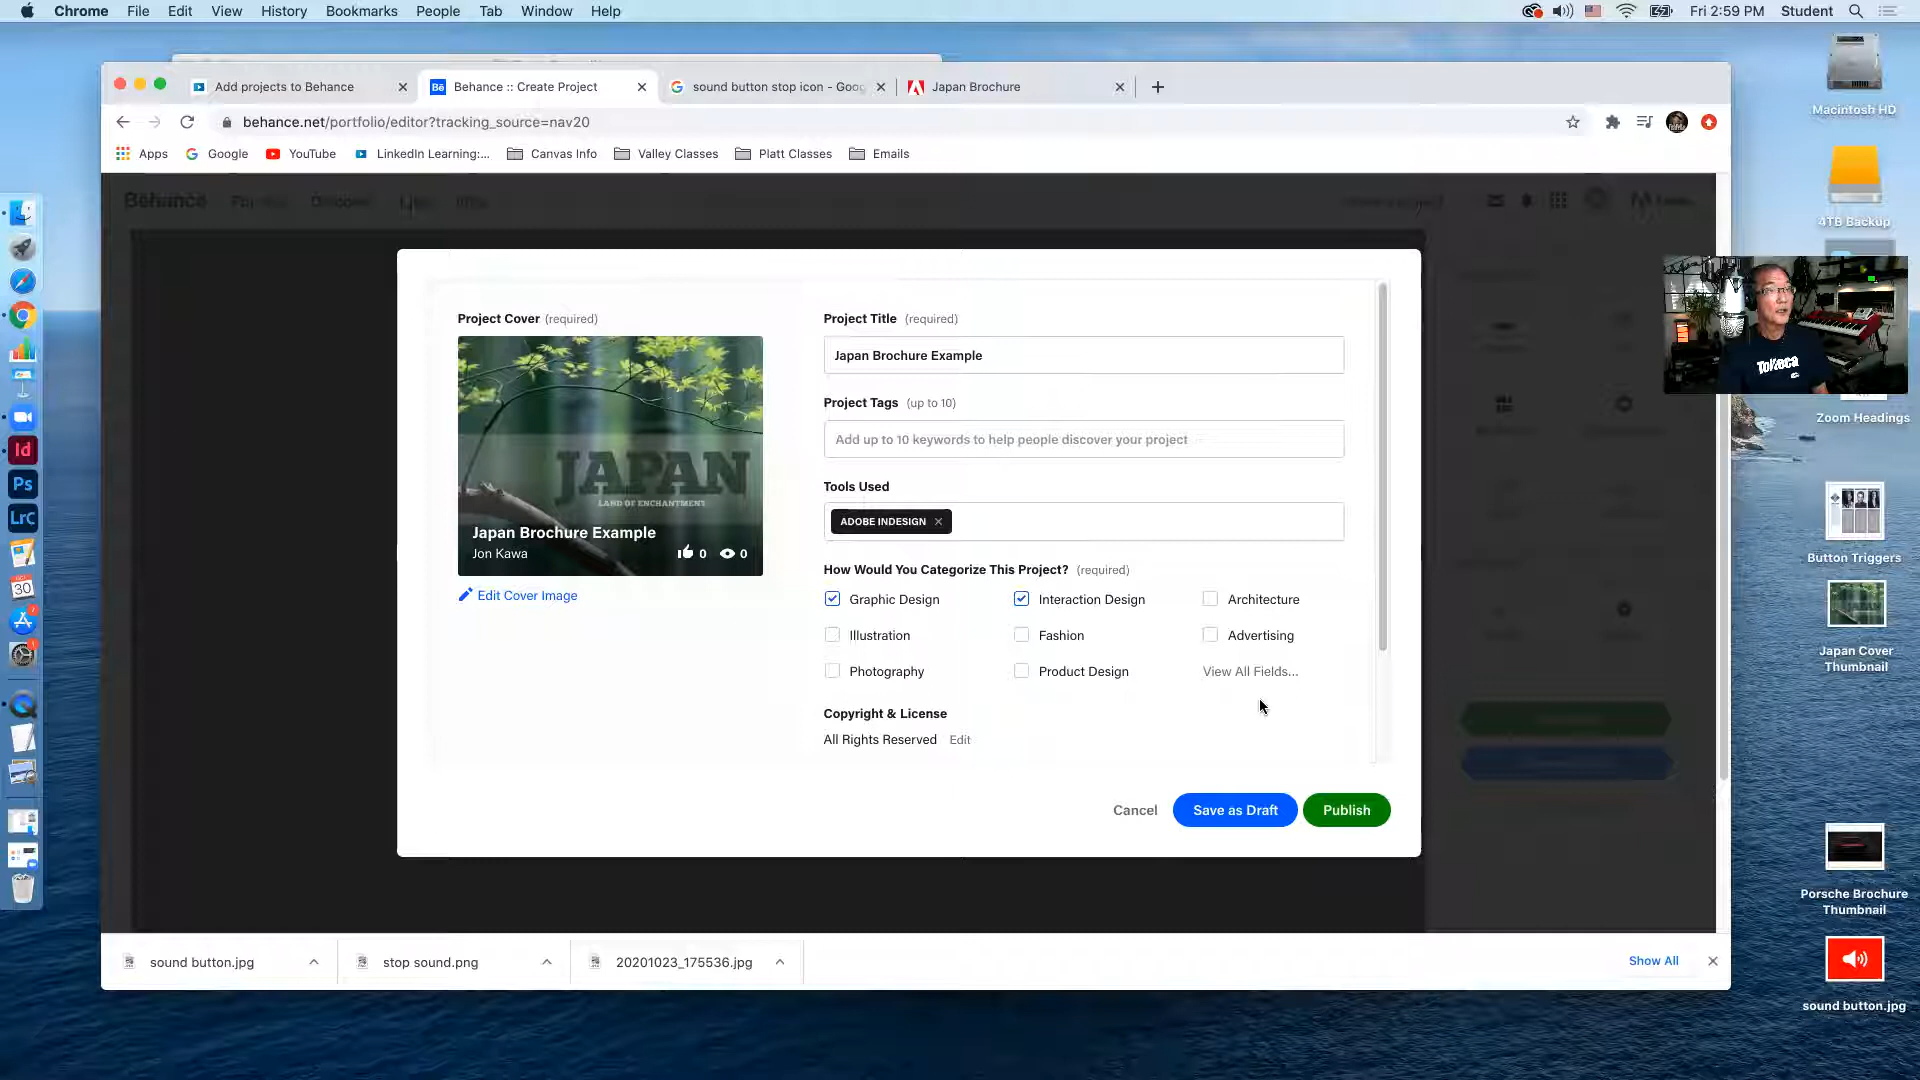 Chrome File Edit View History Bookmarks People Tab Window Help
Fri 2:59 PM Student
Add projects to Behance
Behance :: Create Project
sound button stop icon - Goog
Japan Brochure
behance.net/portfolio/editor?tracking_source=nav20
Apps Google YouTube LinkedIn Learning:... Canvas Info Valley Classes Platt Classes Emails
Behance
Project Cover (required)
JAPAN
LAND OF ENCHANTMENT
Japan Brochure Example
Jon Kawa
0 0
Edit Cover Image
Project Title (required)
Japan Brochure Example
Project Tags (up to 10)
Add up to 10 keywords to help people discover your project
Tools Used
ADOBE INDESIGN
How Would You Categorize This Project? (required)
Graphic Design Interaction Design Architecture
Illustration Fashion Advertising
Photography Product Design View All Fields...
Copyright & License
All Rights Reserved Edit
Cancel Save as Draft Publish
sound button.jpg
stop sound.png
20201023_175536.jpg
Show All
Macintosh HD
4TB Backup
Zoom Headings
Button Triggers
Japan Cover
Thumbnail
Porsche Brochure
Thumbnail
sound button.jpg
Id
Ps
LrC
30